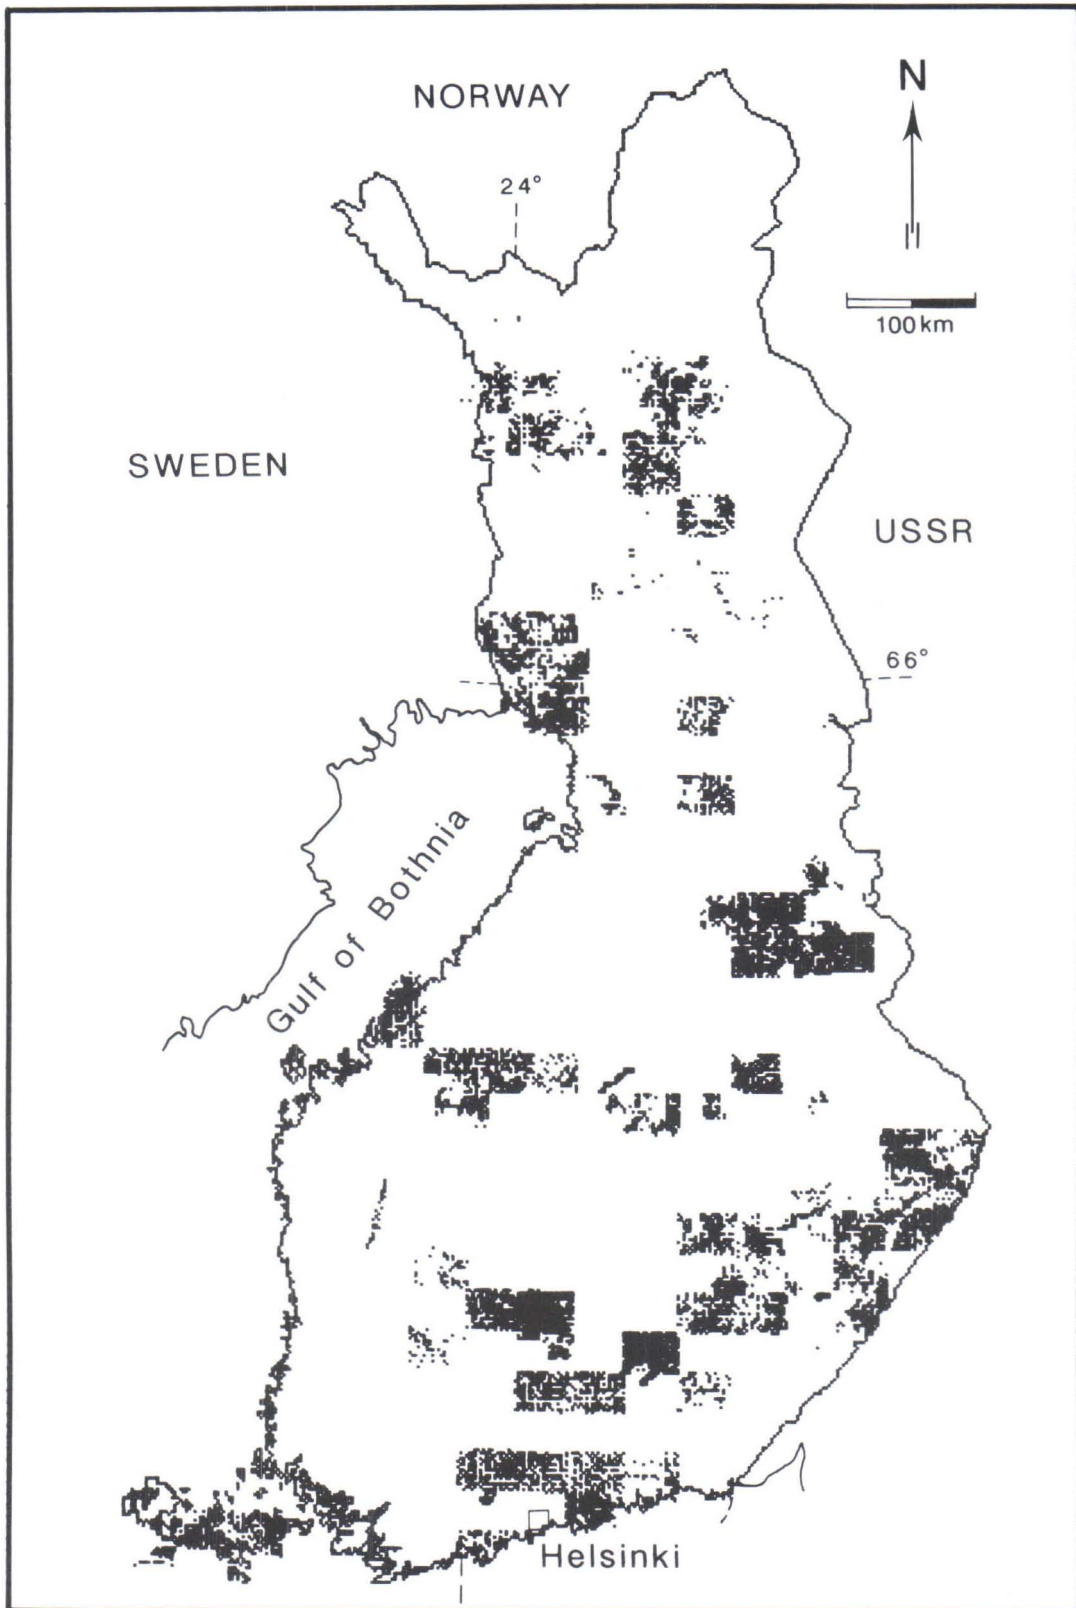 NORWAY
N
24°
100 km
SWEDEN
USSR
66°
Gulf of Bothnia
Helsinki